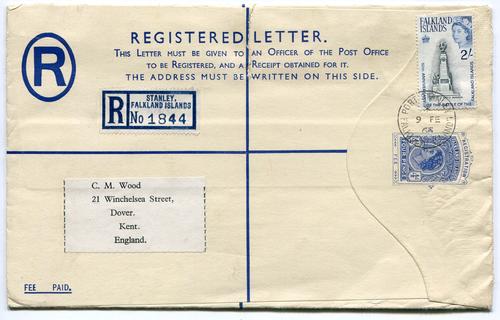 REGISTERED LETTER.
THIS LETTER MUST BE GIVEN TO AN OFFICER OF THE POST OFFICE
TO BE REGISTERED, AND A RECEIPT OBTAINED FOR IT.
THE ADDRESS MUST BE WRITTEN ON THIS SIDE.
R
FALKLAND
ISLANDS
2/-
R
STANLEY,
FALKLAND ISLANDS
No 1844
9 FE
REGISTRATION
C. M. Wood
21 Winchelsea Street,
Dover.
Kent.
England.
FEE PAID.